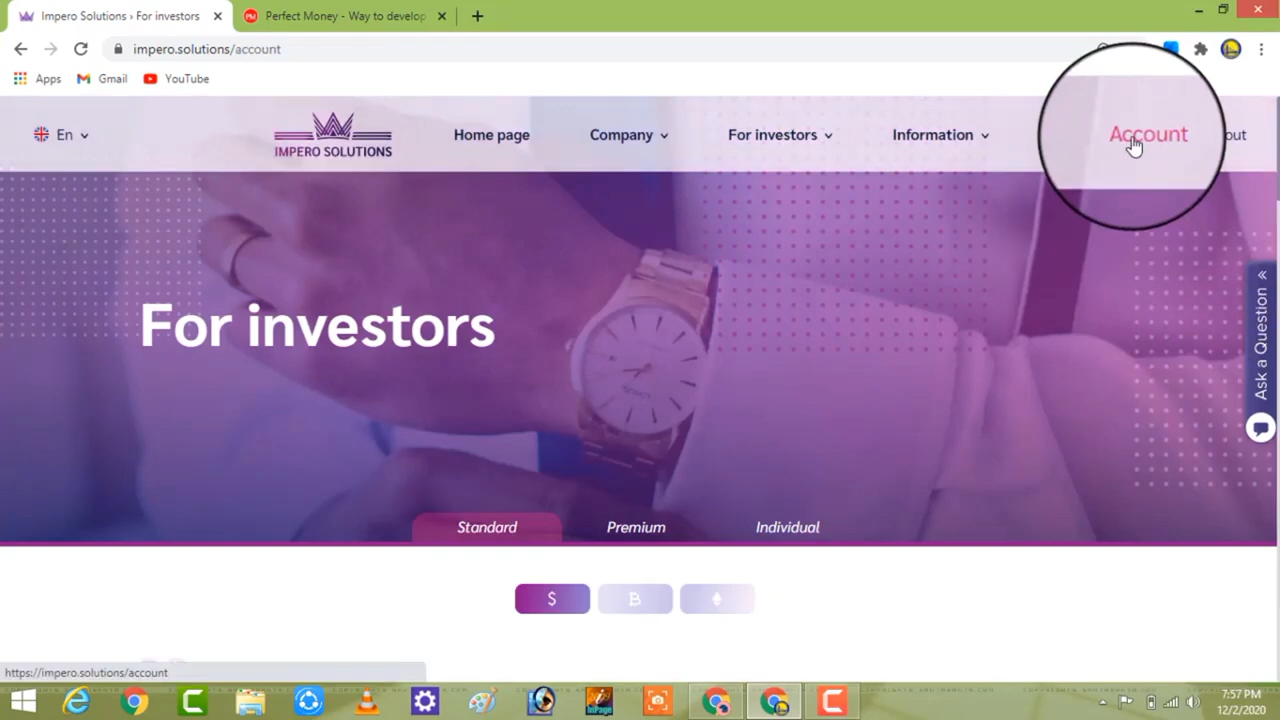 Impero Solutions › For investors
Perfect Money - Way to develop
impero.solutions/account
Apps
Gmail
YouTube
En
IMPERO SOLUTIONS
Home page
Company
For investors
Information
Account
out
For investors
Ask a Question
Standard
Premium
Individual
$
https://impero.solutions/account
7:57 PM
12/2/2020